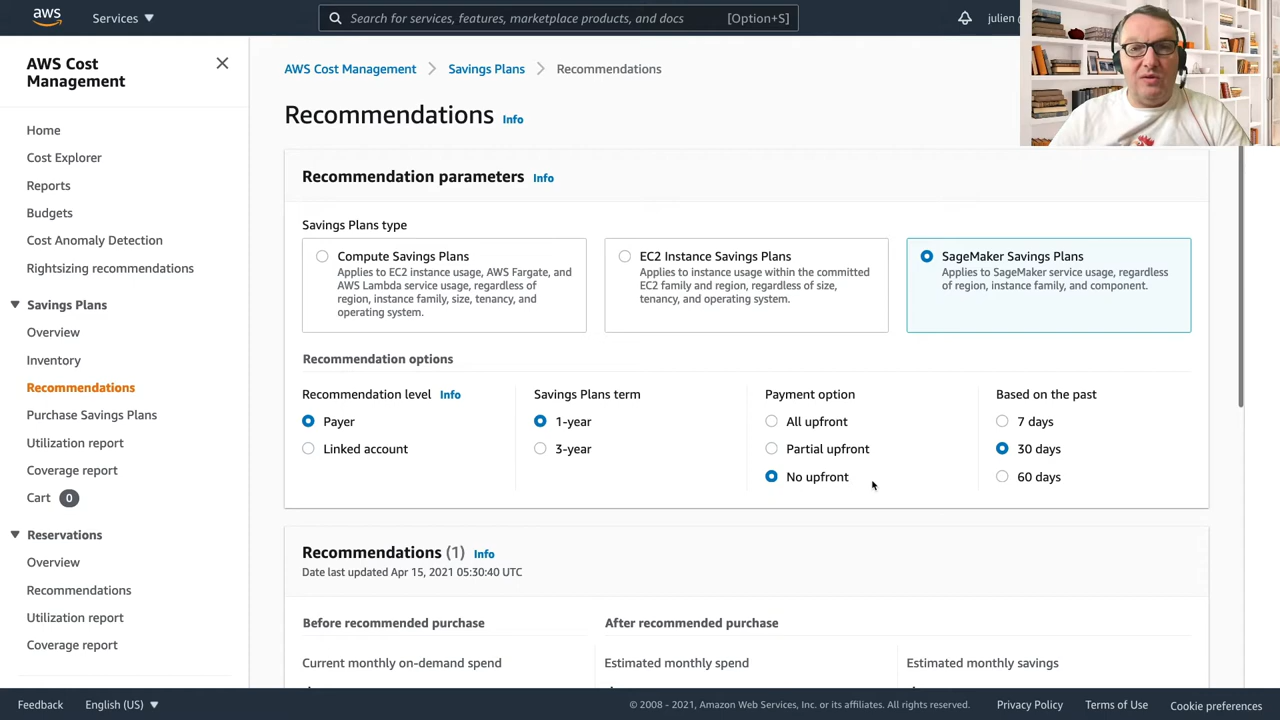 aws
Services
Search for services, features, marketplace products, and docs
[Option+S]
julien
AWS Cost
Management
Home
Cost Explorer
Reports
Budgets
Cost Anomaly Detection
Rightsizing recommendations
Savings Plans
Overview
Inventory
Recommendations
Purchase Savings Plans
Utilization report
Coverage report
Cart 0
Reservations
Overview
Recommendations
Utilization report
Coverage report
AWS Cost Management
Savings Plans
Recommendations
Recommendations Info
Recommendation parameters Info
Savings Plans type
Compute Savings Plans
Applies to EC2 instance usage, AWS Fargate, and
AWS Lambda service usage, regardless of
region, instance family, size, tenancy, and
operating system.
EC2 Instance Savings Plans
Applies to instance usage within the committed
EC2 family and region, regardless of size,
tenancy, and operating system.
SageMaker Savings Plans
Applies to SageMaker service usage, regardless
of region, instance family, and component.
Recommendation options
Recommendation level Info
Payer
Linked account
Savings Plans term
1-year
3-year
Payment option
All upfront
Partial upfront
No upfront
Based on the past
7 days
30 days
60 days
Recommendations (1) Info
Date last updated Apr 15, 2021 05:30:40 UTC
Before recommended purchase
Current monthly on-demand spend
After recommended purchase
Estimated monthly spend
Estimated monthly savings
Feedback
English (US)
© 2008 - 2021, Amazon Web Services, Inc. or its affiliates. All rights reserved.
Privacy Policy
Terms of Use
Cookie preferences